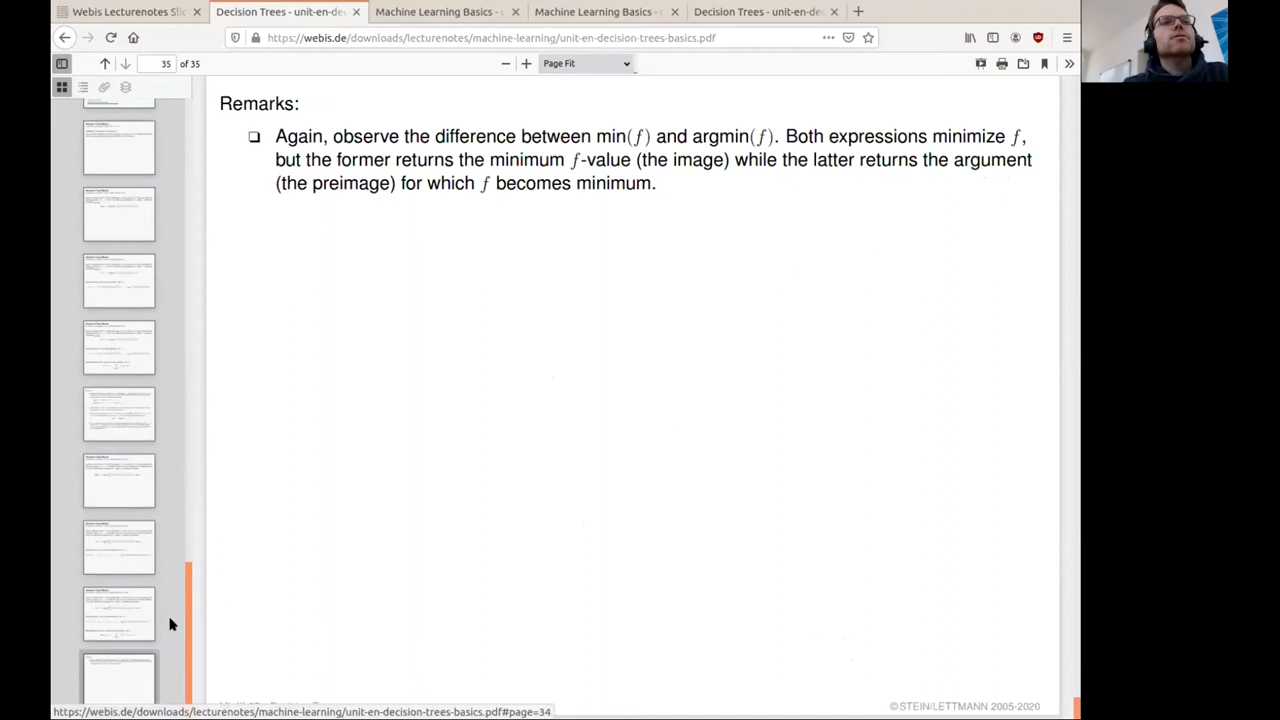 Webis Lecturenotes Slic
Decision Trees - unit-en-de
Machine Learning Basics -
Machine Learning Basics -
Decision Trees - unit-en-d
https://webis.de/downloads/lecturenotes/machine-learning/unit-en-decision-trees-basics.pdf
35 of 35
Page Fit
Remarks:
❑ Again, observe the difference between min(f) and argmin(f). Both expressions minimize f,
but the former returns the minimum f-value (the image) while the latter returns the argument
(the preimage) for which f becomes minimum.
https://webis.de/downloads/lecturenotes/machine-learning/unit-en-decision-trees-basics.pdf#page=34
©STEIN/LETTMANN 2005-2020